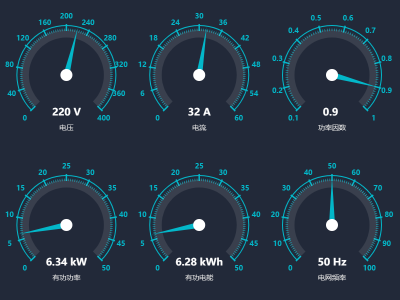 0 40 80 120 160 200 240 280 320 360 400
220 V
电压
0 6 12 18 24 30 36 42 48 54 60
32 A
电流
0.1 0.2 0.3 0.4 0.5 0.6 0.7 0.8 0.9 1
0.9
功率因数
0 5 10 15 20 25 30 35 40 45 50
6.34 kW
有功功率
0 5 10 15 20 25 30 35 40 45 50
6.28 kWh
有功电能
0 10 20 30 40 50 60 70 80 90 100
50 Hz
电网频率